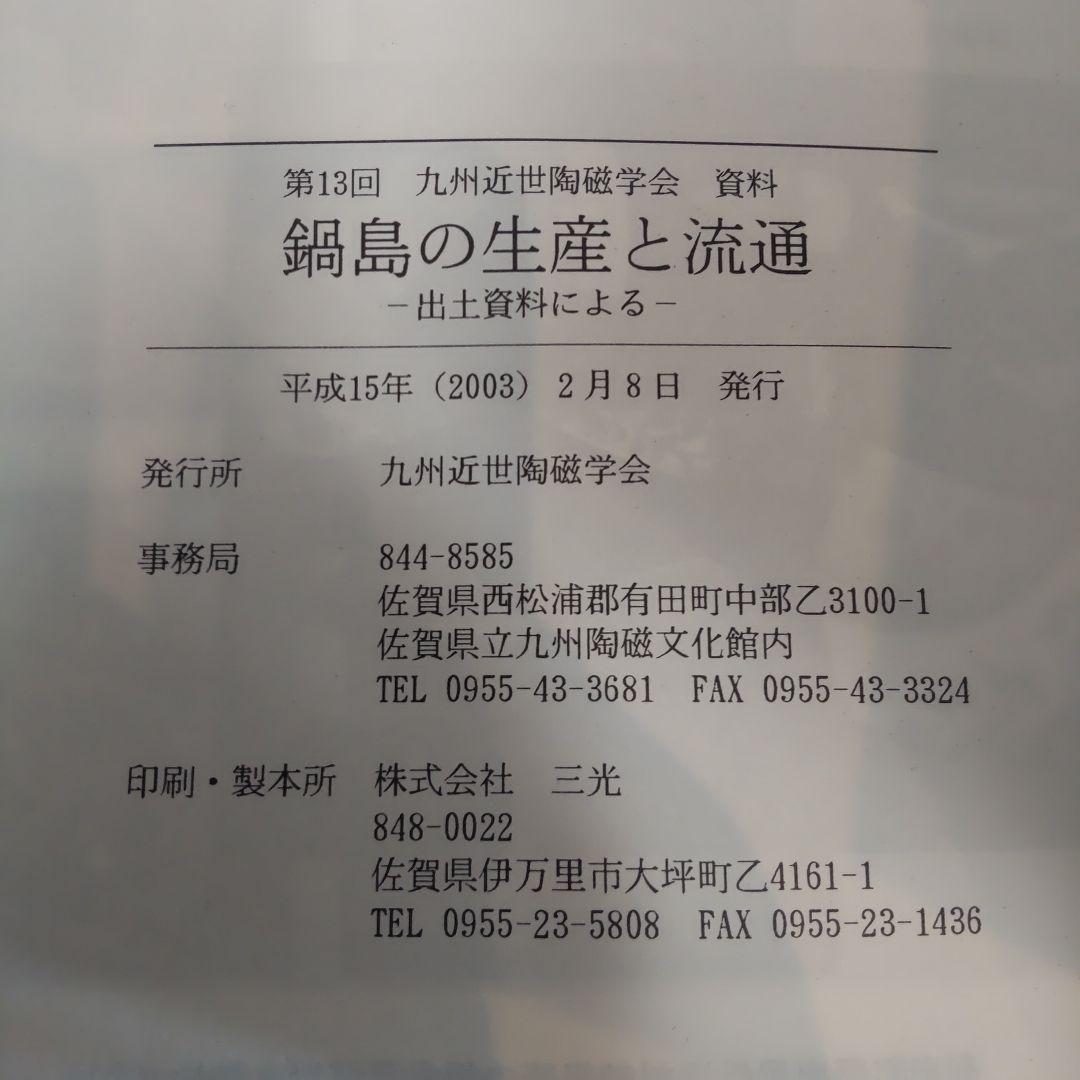 第13回　九州近世陶磁学会　資料
鍋島の生産と流通
－出土資料による－
平成15年（2003）2月8日　発行
発行所　九州近世陶磁学会
事務局　844-8585
佐賀県西松浦郡有田町中部乙3100-1
佐賀県立九州陶磁文化館内
TEL 0955-43-3681　FAX 0955-43-3324
印刷・製本所　株式会社　三光
848-0022
佐賀県伊万里市大坪町乙4161-1
TEL 0955-23-5808　FAX 0955-23-1436